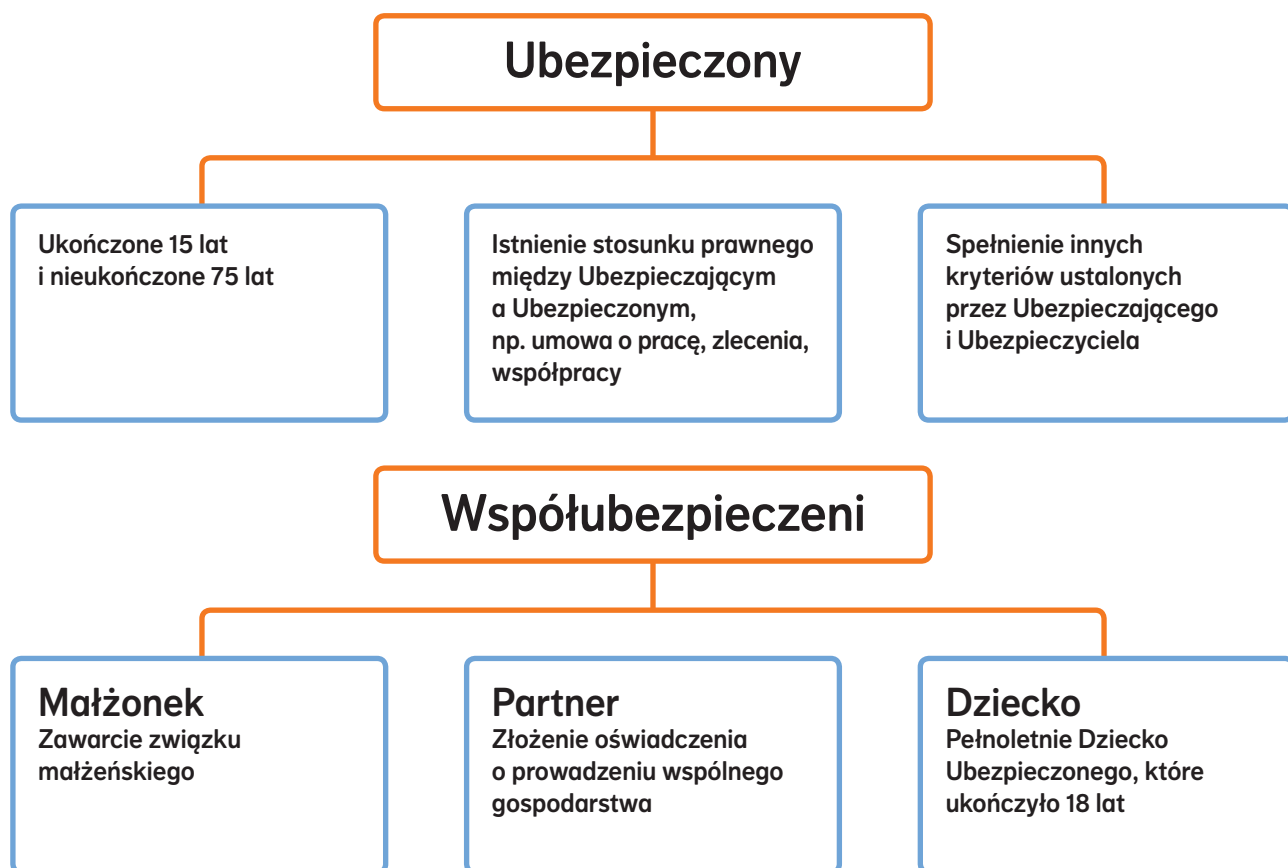 Ubezpieczony
Ukończone 15 lat
i nieukończone 75 lat
Istnienie stosunku prawnego
między Ubezpieczającym
a Ubezpieczonym,
np. umowa o pracę, zlecenia,
współpracy
Spełnienie innych
kryteriów ustalonych
przez Ubezpieczającego
i Ubezpieczyciela
Współubezpieczeni
Małżonek
Zawarcie związku
małżeńskiego
Partner
Złożenie oświadczenia
o prowadzeniu wspólnego
gospodarstwa
Dziecko
Pełnoletnie Dziecko
Ubezpieczonego, które
ukończyło 18 lat